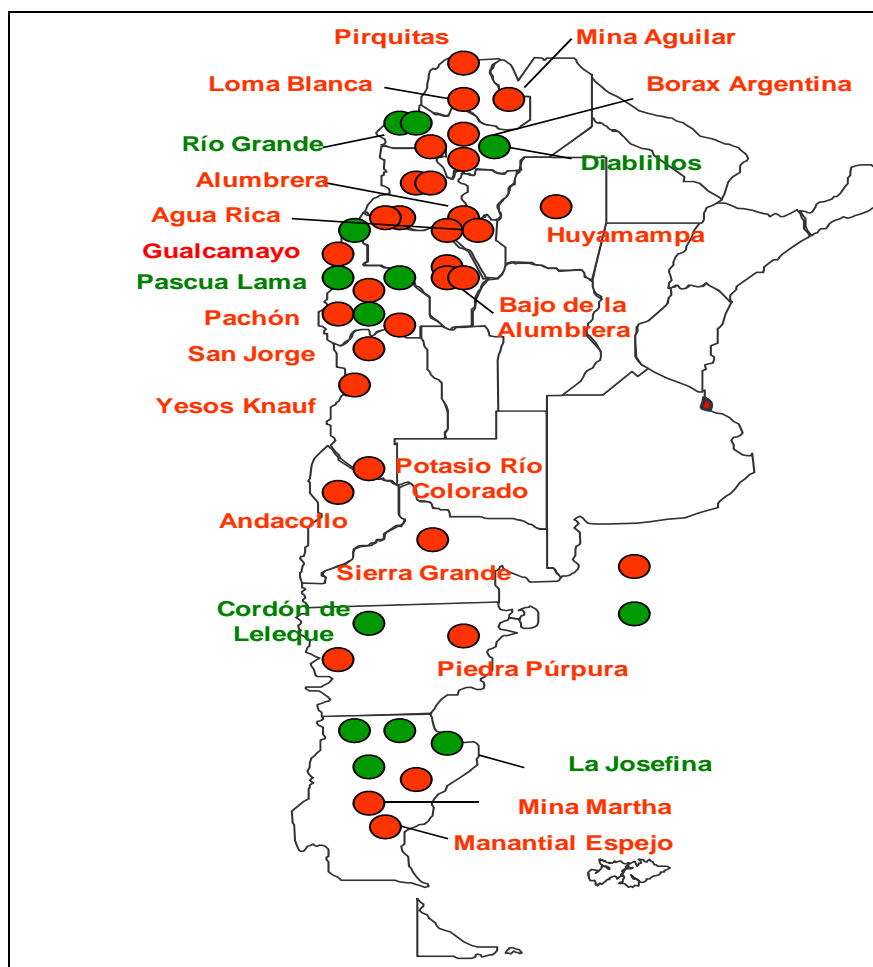 Pirquitas
Mina Aguilar
Loma Blanca
Borax Argentina
Río Grande
Diablillos
Alumbrera
Agua Rica
Huyamampa
Gualcamayo
Pascua Lama
Bajo de la
Alumbrera
Pachón
San Jorge
Yesos Knauf
Potasio Río
Colorado
Andacollo
Sierra Grande
Cordón de
Leleque
Piedra Púrpura
La Josefina
Mina Martha
Manantial Espejo